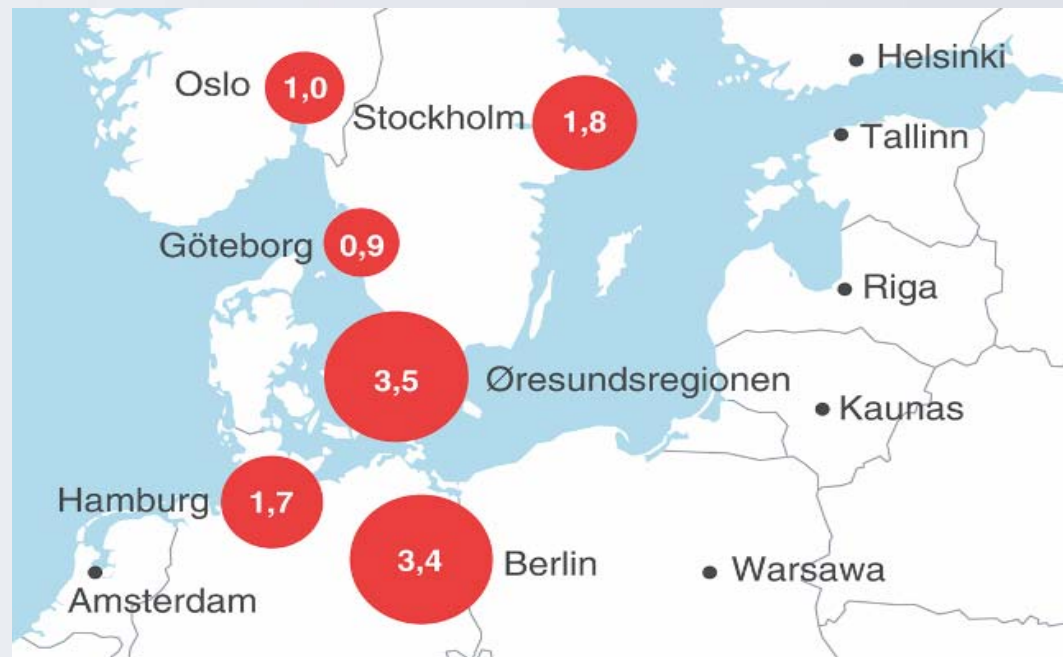 Helsinki
Oslo
1,0
Stockholm
1,8
Tallinn
Göteborg
0,9
Riga
3,5
Øresundsregionen
Kaunas
Hamburg
1,7
3,4
Berlin
Warsawa
Amsterdam